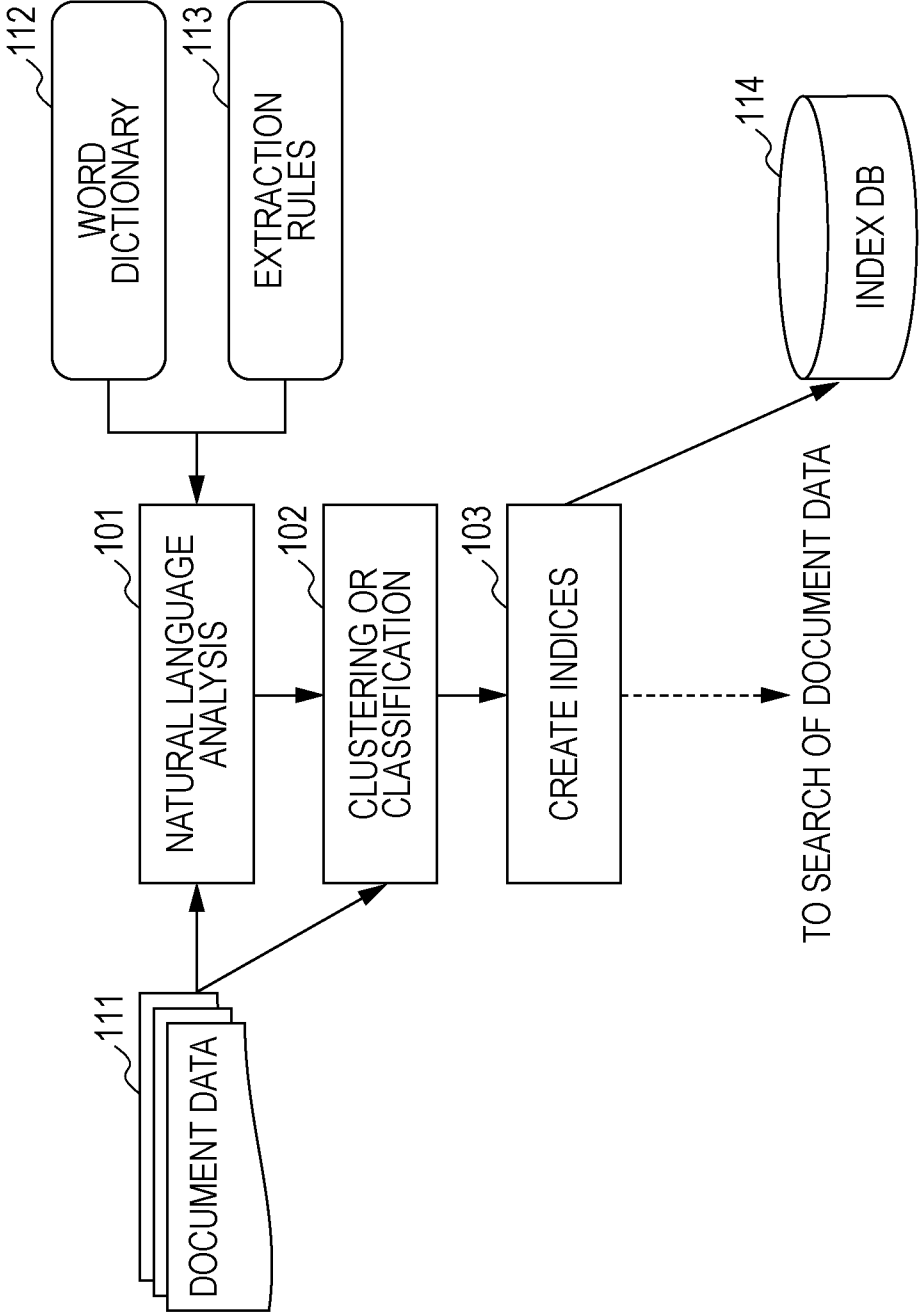 112
WORD
DICTIONARY
113
EXTRACTION
RULES
111
DOCUMENT DATA
101
NATURAL LANGUAGE
ANALYSIS
102
CLUSTERING OR
CLASSIFICATION
103
CREATE INDICES
114
INDEX DB
TO SEARCH OF DOCUMENT DATA